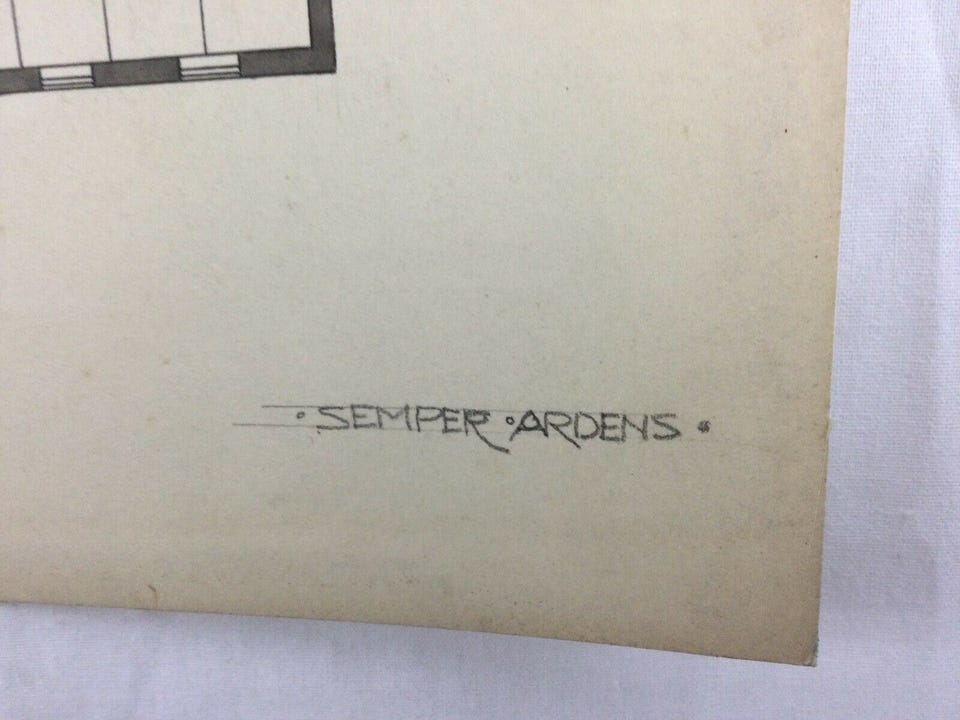 · SEMPER · ARDENS ·